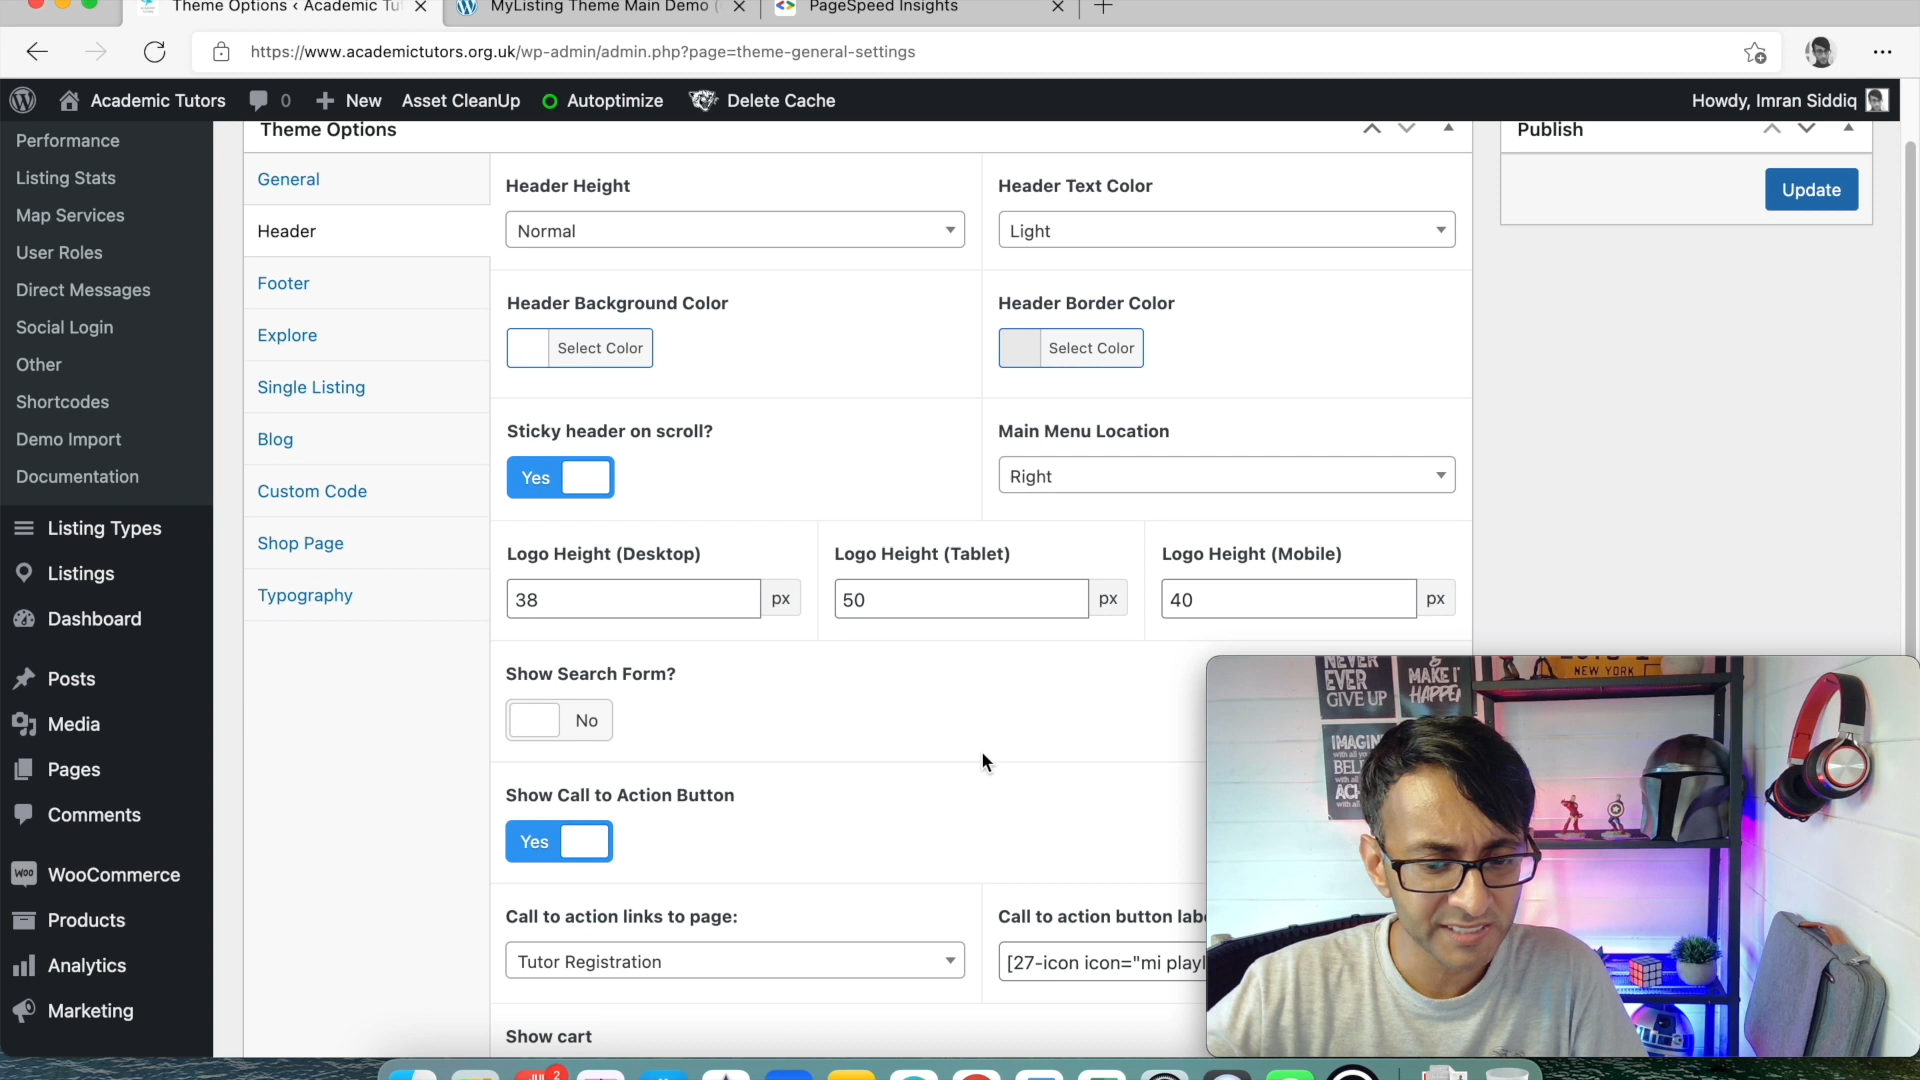 Theme Options ‹ Academic Tut
MyListing Theme Main Demo (
PageSpeed Insights
https://www.academictutors.org.uk/wp-admin/admin.php?page=theme-general-settings
Academic Tutors
0
New
Asset CleanUp
Autoptimize
Delete Cache
Howdy, Imran Siddiq
Performance
Listing Stats
Map Services
User Roles
Direct Messages
Social Login
Other
Shortcodes
Demo Import
Documentation
Listing Types
Listings
Dashboard
Posts
Media
Pages
Comments
WooCommerce
Products
Analytics
Marketing
Theme Options
General
Header
Footer
Explore
Single Listing
Blog
Custom Code
Shop Page
Typography
Header Height
Normal
Header Text Color
Light
Header Background Color
Select Color
Header Border Color
Select Color
Sticky header on scroll?
Yes
Main Menu Location
Right
Logo Height (Desktop)
38
px
Logo Height (Tablet)
50
px
Logo Height (Mobile)
40
px
Show Search Form?
No
Show Call to Action Button
Yes
Call to action links to page:
Tutor Registration
Call to action button labe
[27-icon icon="mi playl
Show cart
Publish
Update
NEVER
EVER
GIVE UP
MAKE IT
HAPPEN
IMAGIN
NEW YORK
2